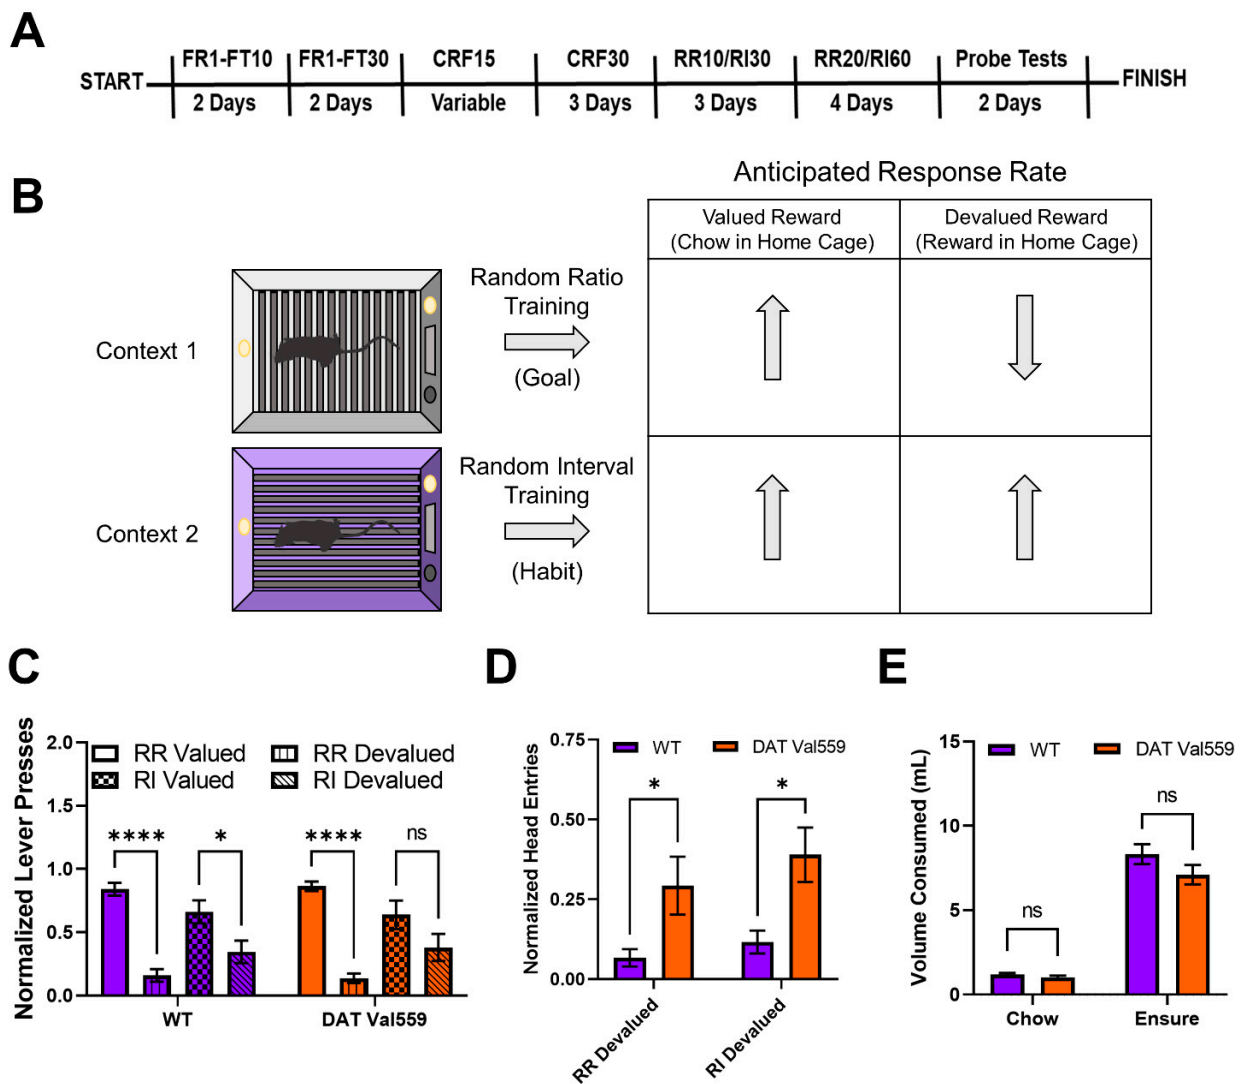 A
START
FR1-FT10
FR1-FT30
CRF15
CRF30
RR10/RI30
RR20/RI60
Probe Tests
FINISH
2 Days
2 Days
Variable
3 Days
3 Days
4 Days
2 Days
B
Anticipated Response Rate
Valued Reward
(Chow in Home Cage)
Devalued Reward
(Reward in Home Cage)
Context 1
Random Ratio
Training
(Goal)
Context 2
Random Interval
Training
(Habit)
C
Normalized Lever Presses
2.0
1.5
1.0
0.5
0.0
RR Valued
RR Devalued
RI Valued
RI Devalued
****
*
****
ns
WT
DAT Val559
D
Normalized Head Entries
0.75
0.50
0.25
0.00
WT
DAT Val559
*
*
RR Devalued
RI Devalued
E
Volume Consumed (mL)
15
10
5
0
WT
DAT Val559
ns
ns
Chow
Ensure